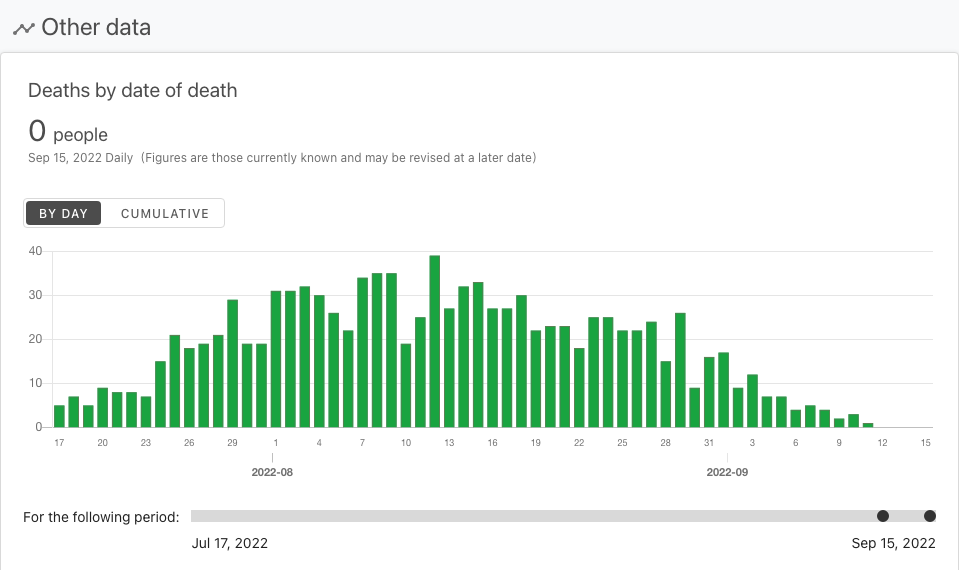 Other data
Deaths by date of death
0 people
Sep 15, 2022 Daily (Figures are those currently known and may be revised at a later date)
BY DAY CUMULATIVE
40
30
20
10
0
17 20 23 26 29 1 4 7 10 13 16 19 22 25 28 31 3 6 9 12 15
2022-08 2022-09
For the following period:
Jul 17, 2022 Sep 15, 2022